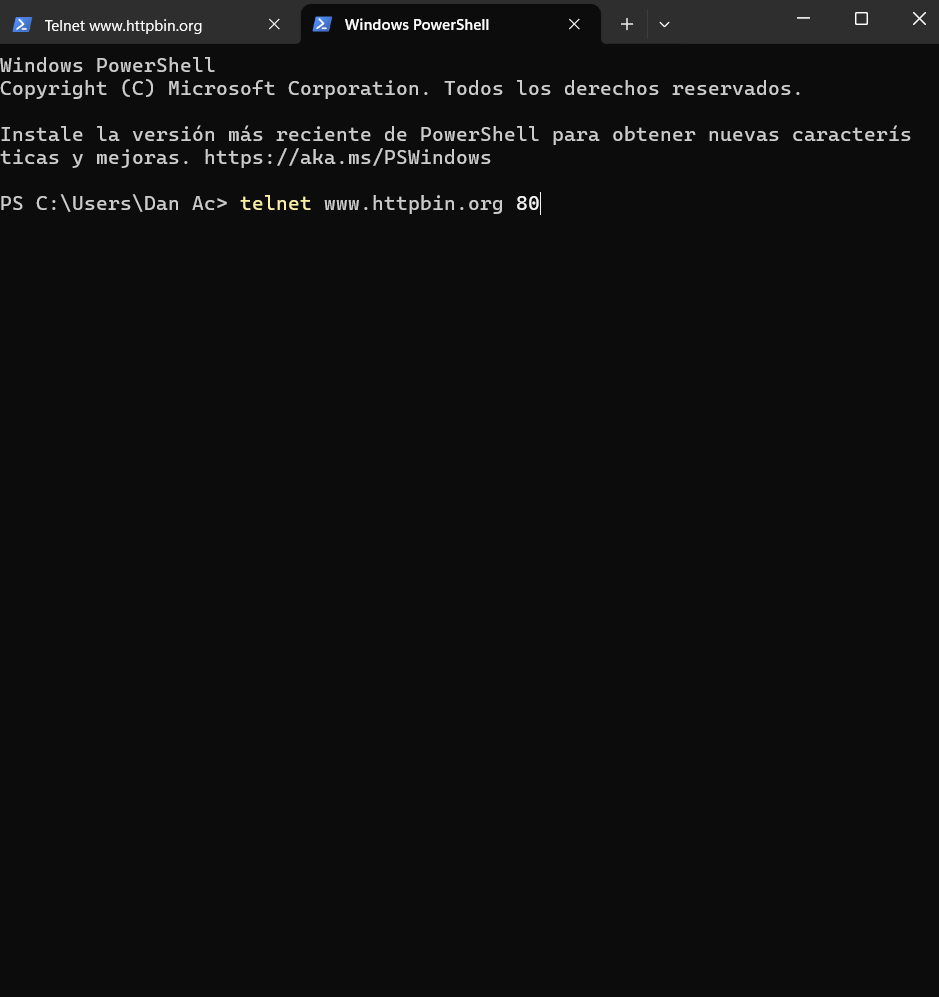 Telnet www.httpbin.org
Windows PowerShell
Windows PowerShell
Copyright (C) Microsoft Corporation. Todos los derechos reservados.
Instale la versión más reciente de PowerShell para obtener nuevas caracterís
ticas y mejoras. https://aka.ms/PSWindows
PS C:\Users\Dan Ac> telnet www.httpbin.org 80